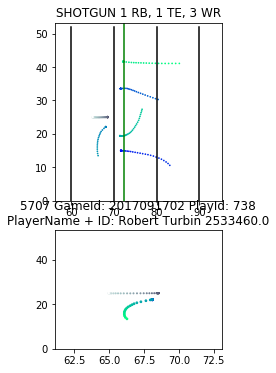 SHOTGUN 1 RB, 1 TE, 3 WR
50
40
30
20
10
0
60 70 80 90
5707 GameId: 2017091702 PlayId: 738
PlayerName + ID: Robert Turbin 2533460.0
40
20
0
62.5 65.0 67.5 70.0 72.5